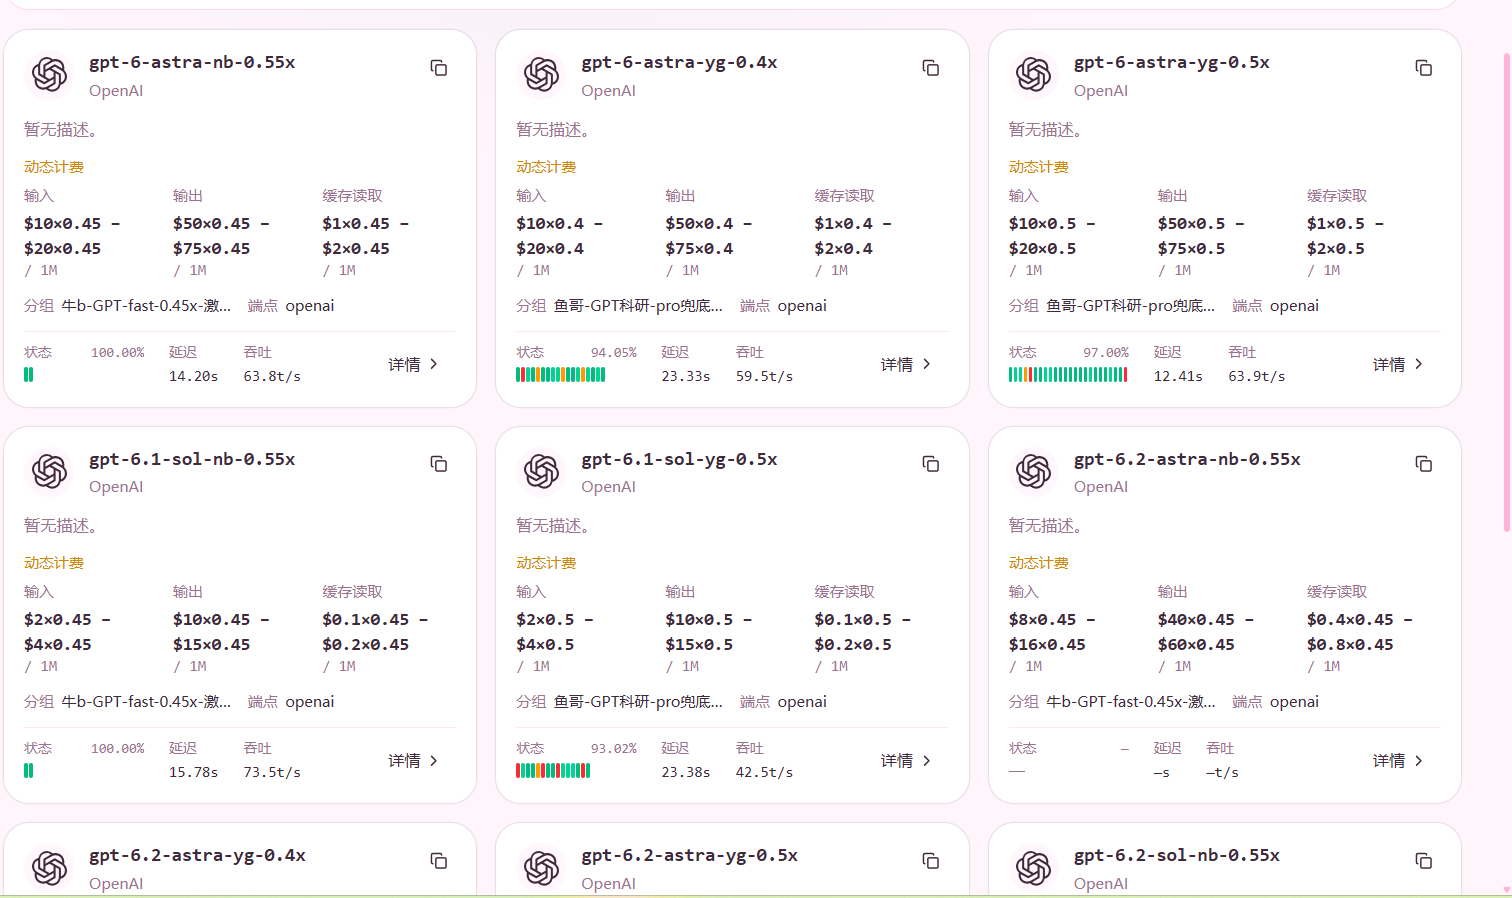 gpt-6-astra-nb-0.55x
OpenAI
暂无描述。
动态计费
输入 输出 缓存读取
$10×0.45 – $50×0.45 – $1×0.45 –
$20×0.45 $75×0.45 $2×0.45
/ 1M / 1M / 1M
分组 牛b-GPT-fast-0.45x-激... 端点 openai
状态 100.00% 延迟 吞吐
14.20s 63.8t/s
详情
gpt-6-astra-yg-0.4x
OpenAI
暂无描述。
动态计费
输入 输出 缓存读取
$10×0.4 – $50×0.4 – $1×0.4 –
$20×0.4 $75×0.4 $2×0.4
/ 1M / 1M / 1M
分组 鱼哥-GPT科研-pro兜底... 端点 openai
状态 94.05% 延迟 吞吐
23.33s 59.5t/s
详情
gpt-6-astra-yg-0.5x
OpenAI
暂无描述。
动态计费
输入 输出 缓存读取
$10×0.5 – $50×0.5 – $1×0.5 –
$20×0.5 $75×0.5 $2×0.5
/ 1M / 1M / 1M
分组 鱼哥-GPT科研-pro兜底... 端点 openai
状态 97.00% 延迟 吞吐
12.41s 63.9t/s
详情
gpt-6.1-sol-nb-0.55x
OpenAI
暂无描述。
动态计费
输入 输出 缓存读取
$2×0.45 – $10×0.45 – $0.1×0.45 –
$4×0.45 $15×0.45 $0.2×0.45
/ 1M / 1M / 1M
分组 牛b-GPT-fast-0.45x-激... 端点 openai
状态 100.00% 延迟 吞吐
15.78s 73.5t/s
详情
gpt-6.1-sol-yg-0.5x
OpenAI
暂无描述。
动态计费
输入 输出 缓存读取
$2×0.5 – $10×0.5 – $0.1×0.5 –
$4×0.5 $15×0.5 $0.2×0.5
/ 1M / 1M / 1M
分组 鱼哥-GPT科研-pro兜底... 端点 openai
状态 93.02% 延迟 吞吐
23.38s 42.5t/s
详情
gpt-6.2-astra-nb-0.55x
OpenAI
暂无描述。
动态计费
输入 输出 缓存读取
$8×0.45 – $40×0.45 – $0.4×0.45 –
$16×0.45 $60×0.45 $0.8×0.45
/ 1M / 1M / 1M
分组 牛b-GPT-fast-0.45x-激... 端点 openai
状态 – 延迟 吞吐
— –s –t/s
详情
gpt-6.2-astra-yg-0.4x
OpenAI
gpt-6.2-astra-yg-0.5x
OpenAI
gpt-6.2-sol-nb-0.55x
OpenAI